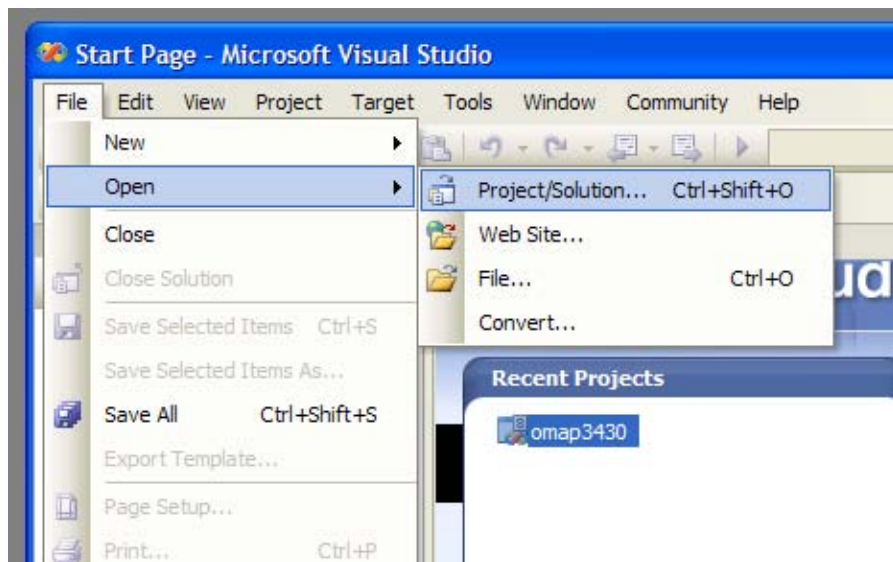 Start Page - Microsoft Visual Studio
File Edit View Project Target Tools Window Community Help
New
Open
Project/Solution... Ctrl+Shift+O
Web Site...
File... Ctrl+O
Convert...
Close
Close Solution
Save Selected Items Ctrl+S
Save Selected Items As...
Save All Ctrl+Shift+S
Export Template...
Page Setup...
Print... Ctrl+P
ud
Recent Projects
omap3430